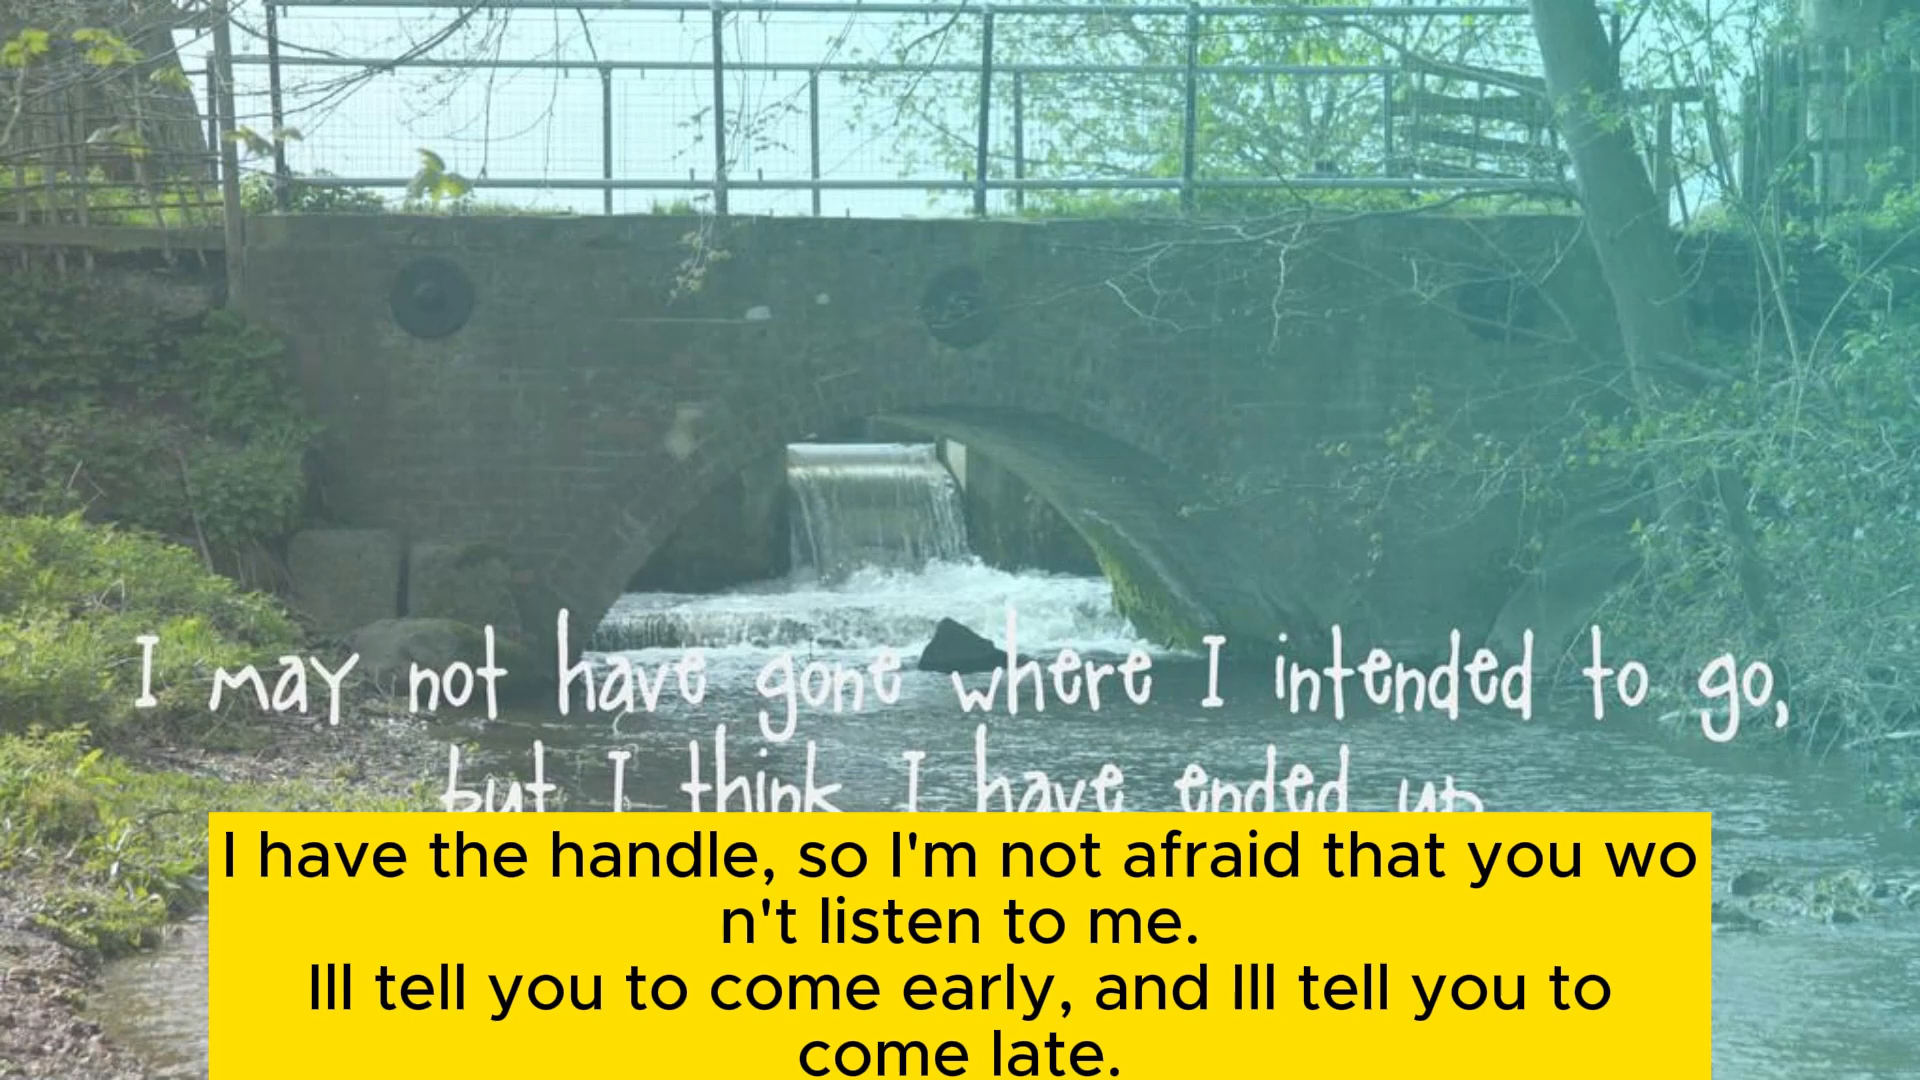 I may not have gone where I intended to go,
but I think I have ended up
I have the handle, so I'm not afraid that you wo
n't listen to me.
Ill tell you to come early, and Ill tell you to
come late.